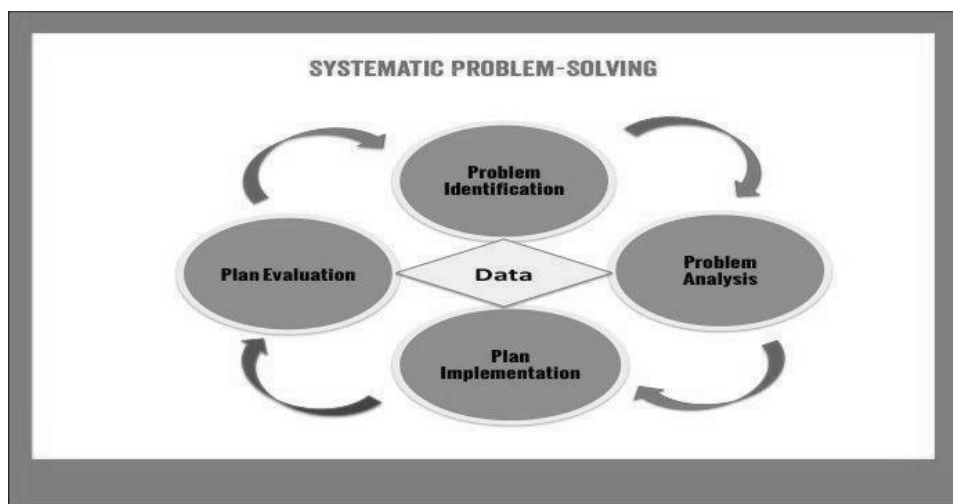 SYSTEMATIC PROBLEM-SOLVING
Problem
Identification
Plan Evaluation
Data
Problem
Analysis
Plan
Implementation